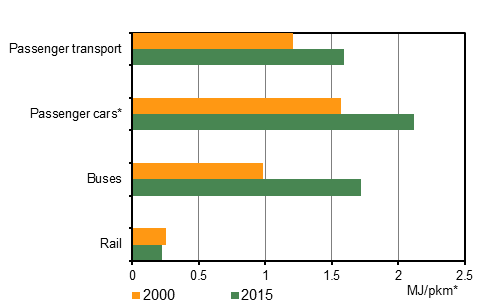 Passenger transport
Passenger cars*
Buses
Rail
0 0.5 1 1.5 2 2.5
MJ/pkm*
2000 2015